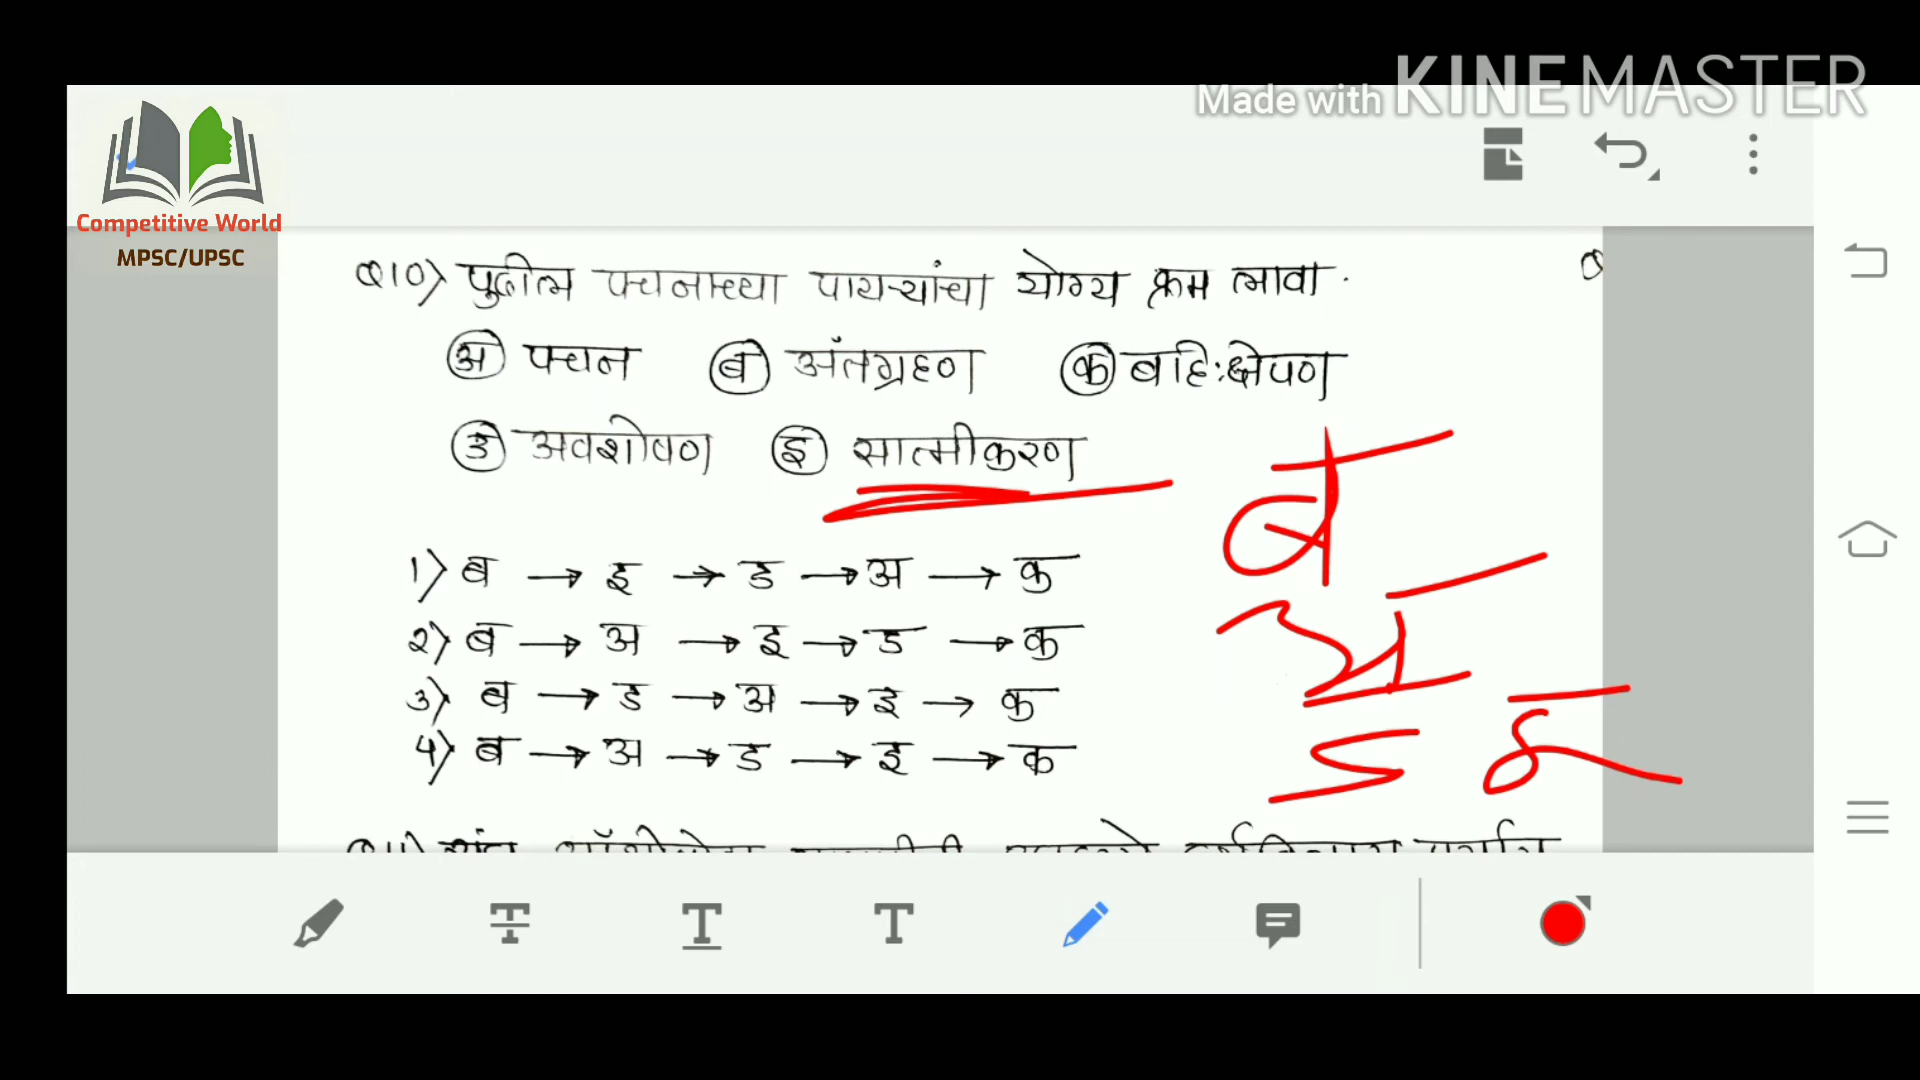 Made with KINEMASTER
Competitive World
MPSC/UPSC
Q10) पुढील पचनाच्या पायऱ्यांचा योग्य क्रम लावा.
अ पचन ब अंतग्रहण क बहि:क्षेपण
ड अवशोषण इ सात्मीकरण
1) ब → इ → ड → अ → क
2) ब → अ → इ → ड → क
3) ब → ड → अ → इ → क
4) ब → अ → ड → इ → क
ब
अ
ड इ